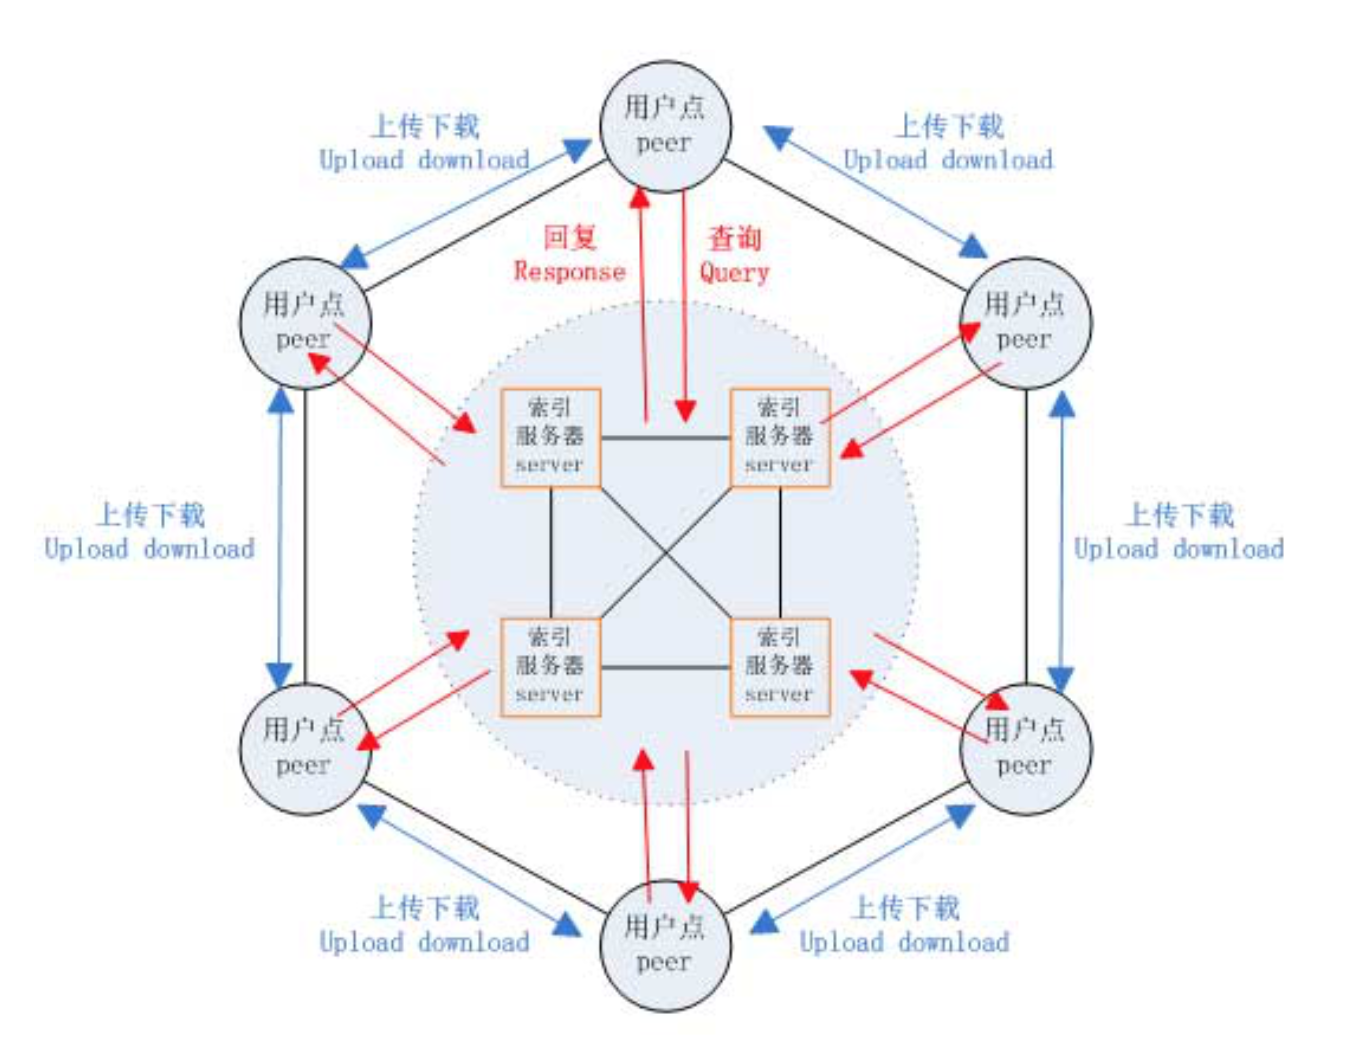 用户点
peer
上传下载
Upload download
上传下载
Upload download
回复
Response
查询
Query
用户点
peer
用户点
peer
索引
服务器
server
索引
服务器
server
上传下载
Upload download
上传下载
Upload download
索引
服务器
server
索引
服务器
server
用户点
peer
用户点
peer
上传下载
Upload download
上传下载
Upload download
用户点
peer